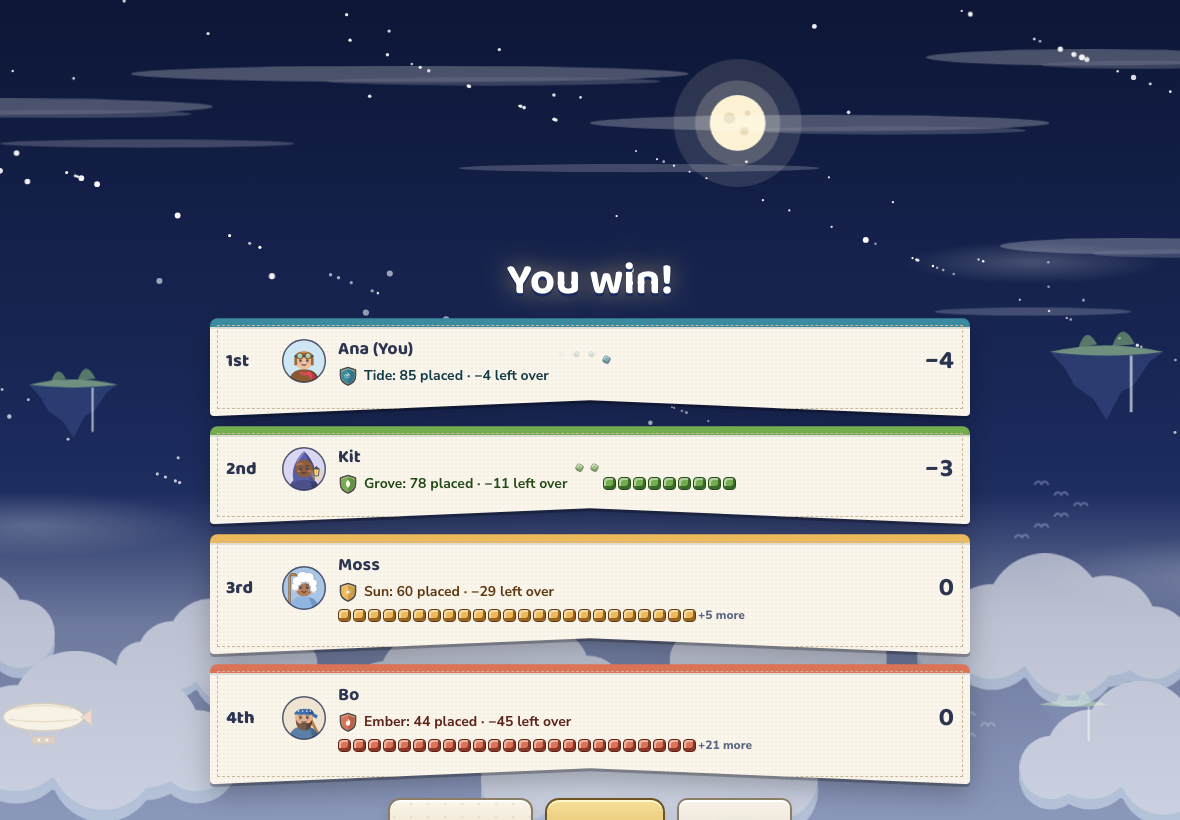 You win!
1st
Ana (You)
Tide: 85 placed · −4 left over
−4
2nd
Kit
Grove: 78 placed · −11 left over
−3
3rd
Moss
Sun: 60 placed · −29 left over
+5 more
0
4th
Bo
Ember: 44 placed · −45 left over
+21 more
0